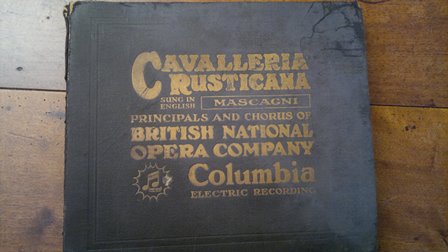 CAVALLERIA
RUSTICANA
SUNG IN
ENGLISH
MASCAGNI
PRINCIPALS AND CHORUS OF
BRITISH NATIONAL
OPERA COMPANY
Columbia
ELECTRIC RECORDING